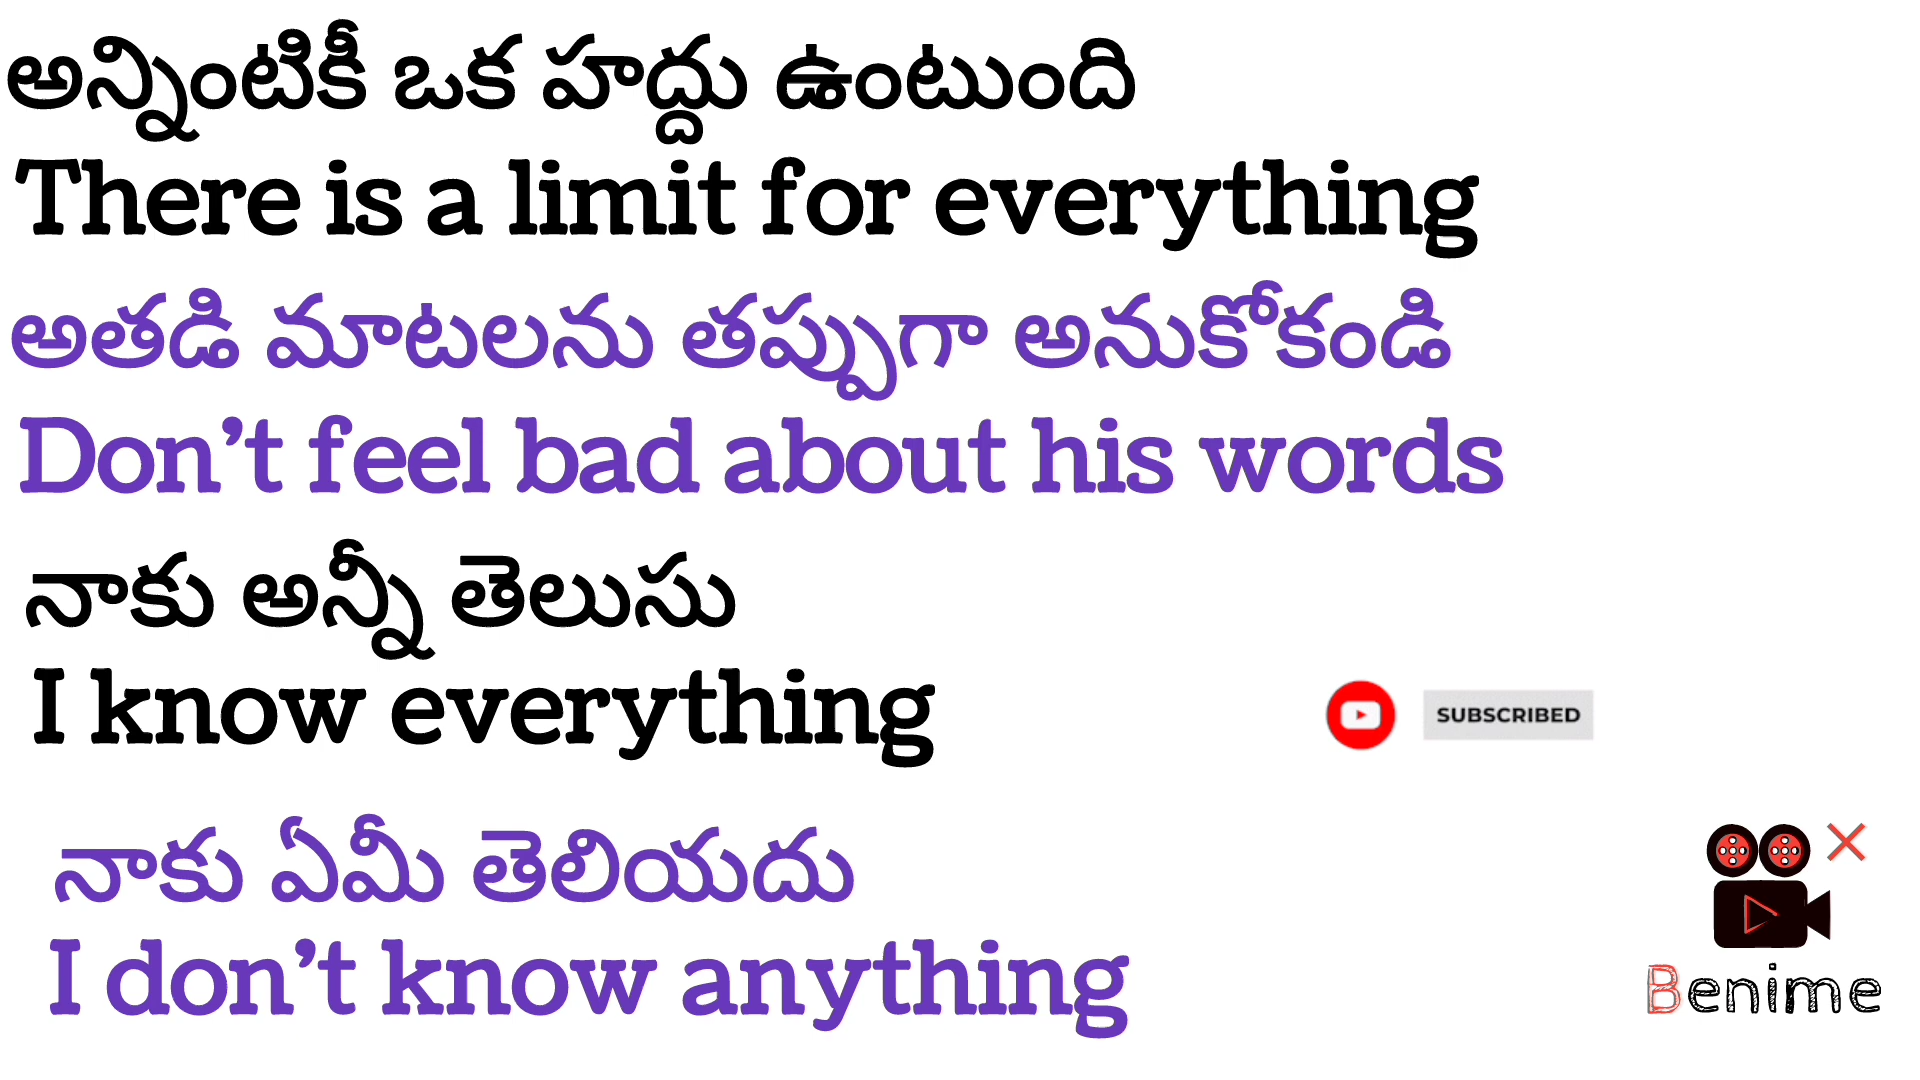 అన్నింటికీ ఒక హద్దు ఉంటుంది
There is a limit for everything
అతడి మాటలను తప్పుగా అనుకోకండి
Don’t feel bad about his words
నాకు అన్నీ తెలుసు
I know everything
SUBSCRIBED
నాకు ఏమీ తెలియదు
I don’t know anything
Benime